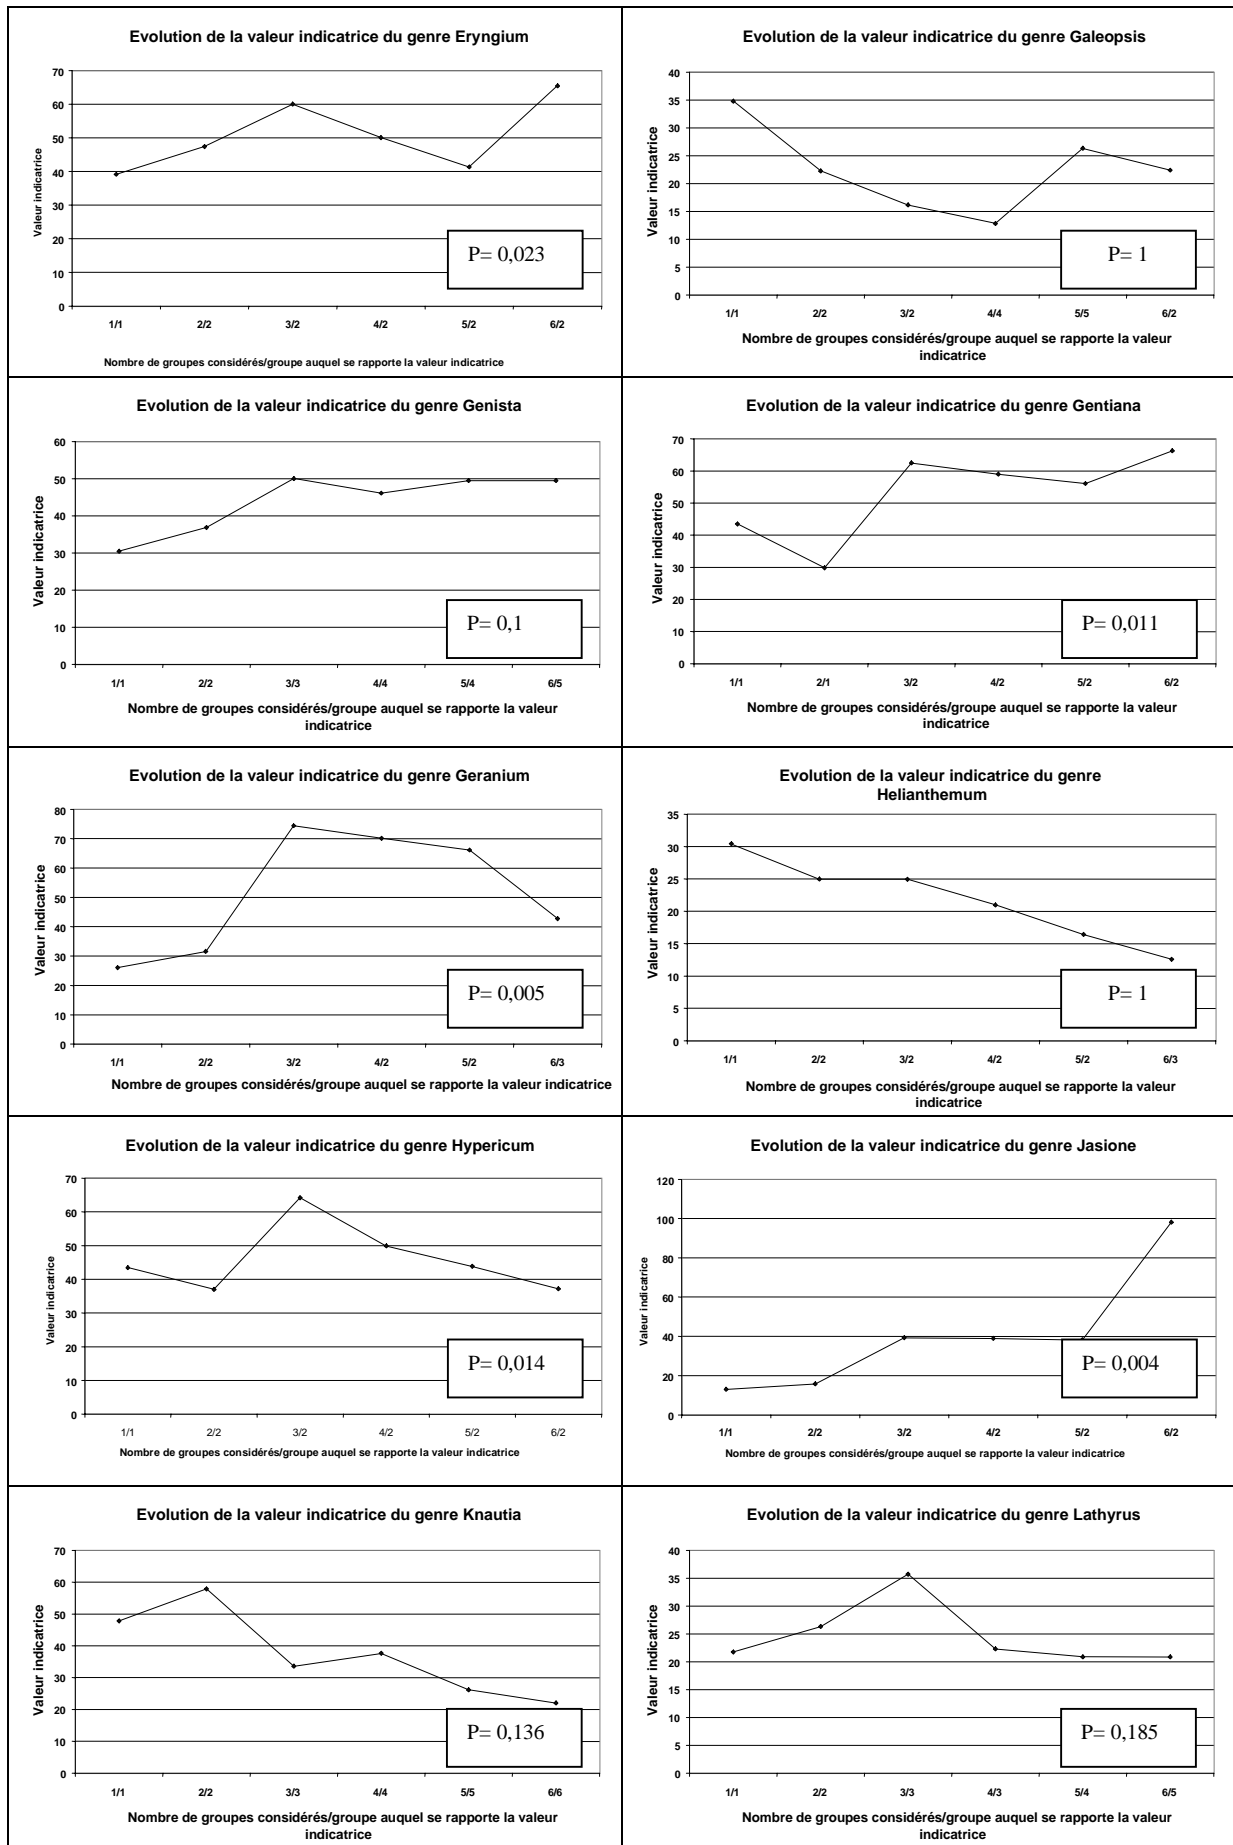 Evolution de la valeur indicatrice du genre Eryngium
Valeur indicatrice
70
60
50
40
30
20
10
0
P= 0,023
1/1 2/2 3/2 4/2 5/2 6/2
Nombre de groupes considérés/groupe auquel se rapporte la valeur indicatrice
Evolution de la valeur indicatrice du genre Galeopsis
Valeur indicatrice
40
35
30
25
20
15
10
5
0
P= 1
1/1 2/2 3/2 4/4 5/5 6/2
Nombre de groupes considérés/groupe auquel se rapporte la valeur
indicatrice
Evolution de la valeur indicatrice du genre Genista
Valeur indicatrice
60
50
40
30
20
10
0
P= 0,1
1/1 2/2 3/3 4/4 5/4 6/5
Nombre de groupes considérés/groupe auquel se rapporte la valeur
indicatrice
Evolution de la valeur indicatrice du genre Gentiana
Valeur indicatrice
70
60
50
40
30
20
10
0
P= 0,011
1/1 2/1 3/2 4/2 5/2 6/2
Nombre de groupes considérés/groupe auquel se rapporte la valeur
indicatrice
Evolution de la valeur indicatrice du genre Geranium
Valeur indicatrice
80
70
60
50
40
30
20
10
0
P= 0,005
1/1 2/2 3/2 4/2 5/2 6/3
Nombre de groupes considérés/groupe auquel se rapporte la valeur indicatrice
Evolution de la valeur indicatrice du genre
Helianthemum
Valeur indicatrice
35
30
25
20
15
10
5
0
P= 1
1/1 2/2 3/2 4/2 5/2 6/3
Nombre de groupes considérés/groupe auquel se rapporte la valeur
indicatrice
Evolution de la valeur indicatrice du genre Hypericum
Valeur indicatrice
70
60
50
40
30
20
10
0
P= 0,014
1/1 2/2 3/2 4/2 5/2 6/2
Nombre de groupes considérés/groupe auquel se rapporte la valeur indicatrice
Evolution de la valeur indicatrice du genre Jasione
Valeur indicatrice
120
100
80
60
40
20
0
P= 0,004
1/1 2/2 3/2 4/2 5/2 6/2
Nombre de groupes considérés/groupe auquel se rapporte la valeur indicatrice
Evolution de la valeur indicatrice du genre Knautia
Valeur indicatrice
70
60
50
40
30
20
10
0
P= 0,136
1/1 2/2 3/3 4/4 5/5 6/6
Nombre de groupes considérés/groupe auquel se rapporte la valeur
indicatrice
Evolution de la valeur indicatrice du genre Lathyrus
Valeur indicatrice
40
35
30
25
20
15
10
5
0
P= 0,185
1/1 2/2 3/3 4/2 5/4 6/5
Nombre de groupes considérés/groupe auquel se rapporte la valeur
indicatrice